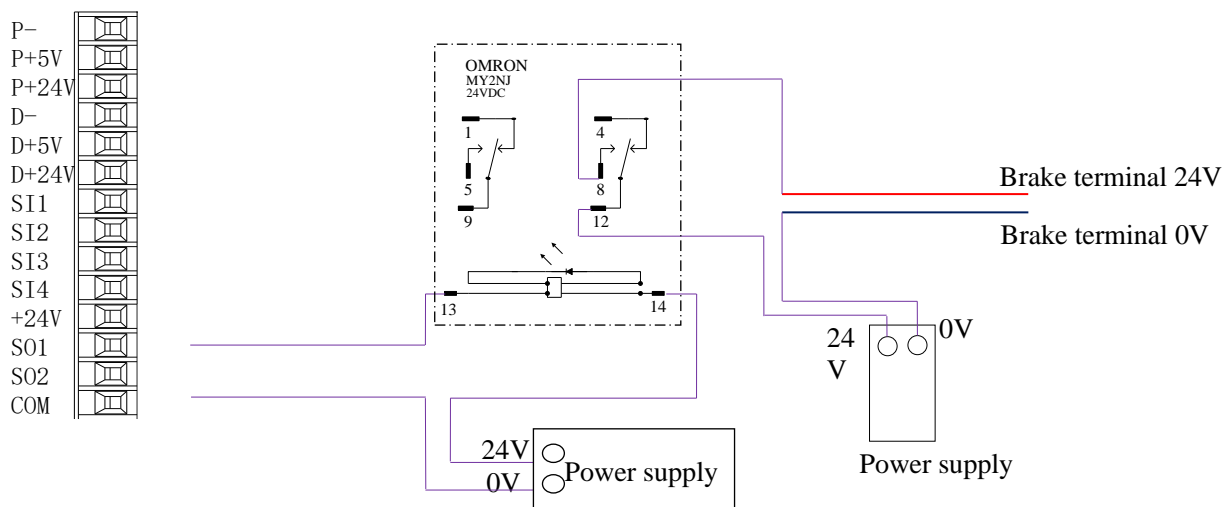 P-
P+5V
P+24V
D-
D+5V
D+24V
SI1
SI2
SI3
SI4
+24V
SO1
SO2
COM
OMRON
MY2NJ
24VDC
1
4
5
8
9
12
13
14
Brake terminal 24V
Brake terminal 0V
24
V
0V
Power supply
24V
0V
Power supply